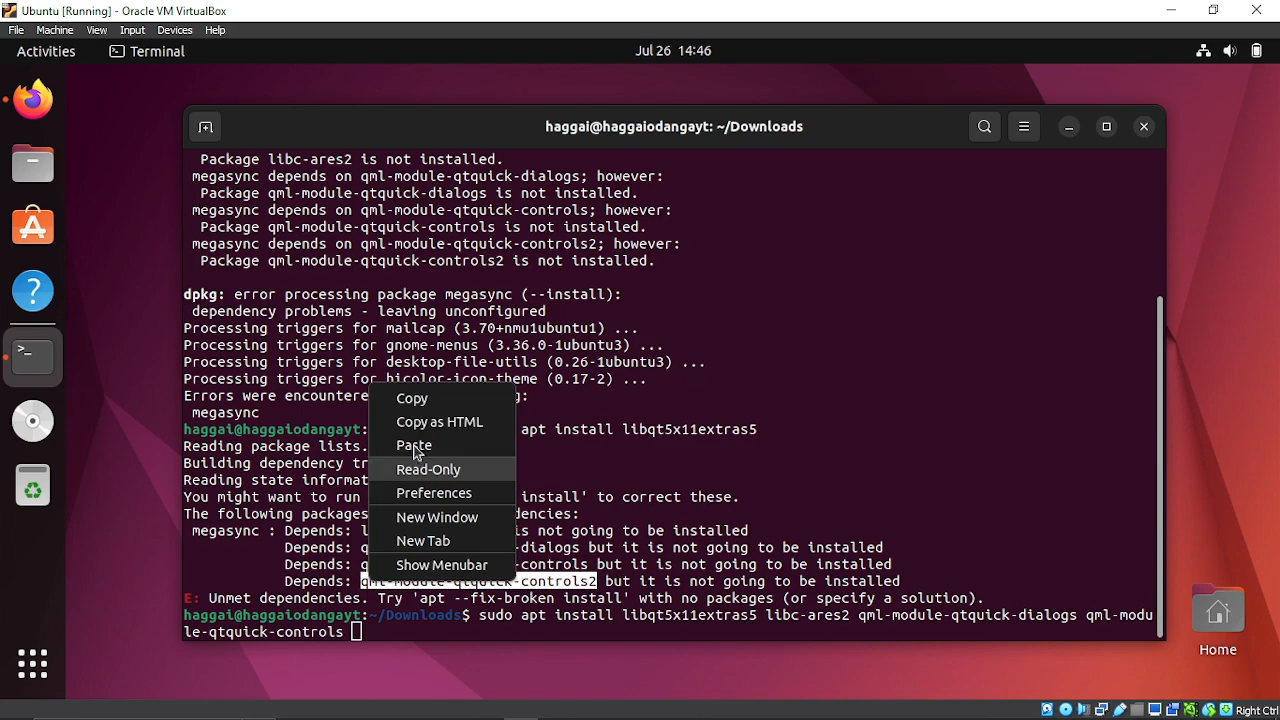 Ubuntu [Running] - Oracle VM VirtualBox
File Machine View Input Devices Help
Activities Terminal Jul 26 14:46
haggai@haggaiodangayt: ~/Downloads
Package libc-ares2 is not installed.
megasync depends on qml-module-qtquick-dialogs; however:
Package qml-module-qtquick-dialogs is not installed.
megasync depends on qml-module-qtquick-controls; however:
Package qml-module-qtquick-controls is not installed.
megasync depends on qml-module-qtquick-controls2; however:
Package qml-module-qtquick-controls2 is not installed.
dpkg: error processing package megasync (--install):
dependency problems - leaving unconfigured
Processing triggers for mailcap (3.70+nmu1ubuntu1) ...
Processing triggers for gnome-menus (3.36.0-1ubuntu3) ...
Processing triggers for desktop-file-utils (0.26-1ubuntu3) ...
Processing triggers for hicolor-icon-theme (0.17-2) ...
Errors were encountere
megasync
haggai@haggaiodangayt: apt install libqt5x11extras5
Reading package lists.
Building dependency tr
Reading state informat
You might want to run install' to correct these.
The following packages dencies:
megasync : Depends: l is not going to be installed
Depends: q -dialogs but it is not going to be installed
Depends: q -controls but it is not going to be installed
Depends: qml-module-qtquick-controls2 but it is not going to be installed
E: Unmet dependencies. Try 'apt --fix-broken install' with no packages (or specify a solution).
haggai@haggaiodangayt:~/Downloads$ sudo apt install libqt5x11extras5 libc-ares2 qml-module-qtquick-dialogs qml-modu
le-qtquick-controls
Copy
Copy as HTML
Paste
Read-Only
Preferences
New Window
New Tab
Show Menubar
Home
Right Ctrl